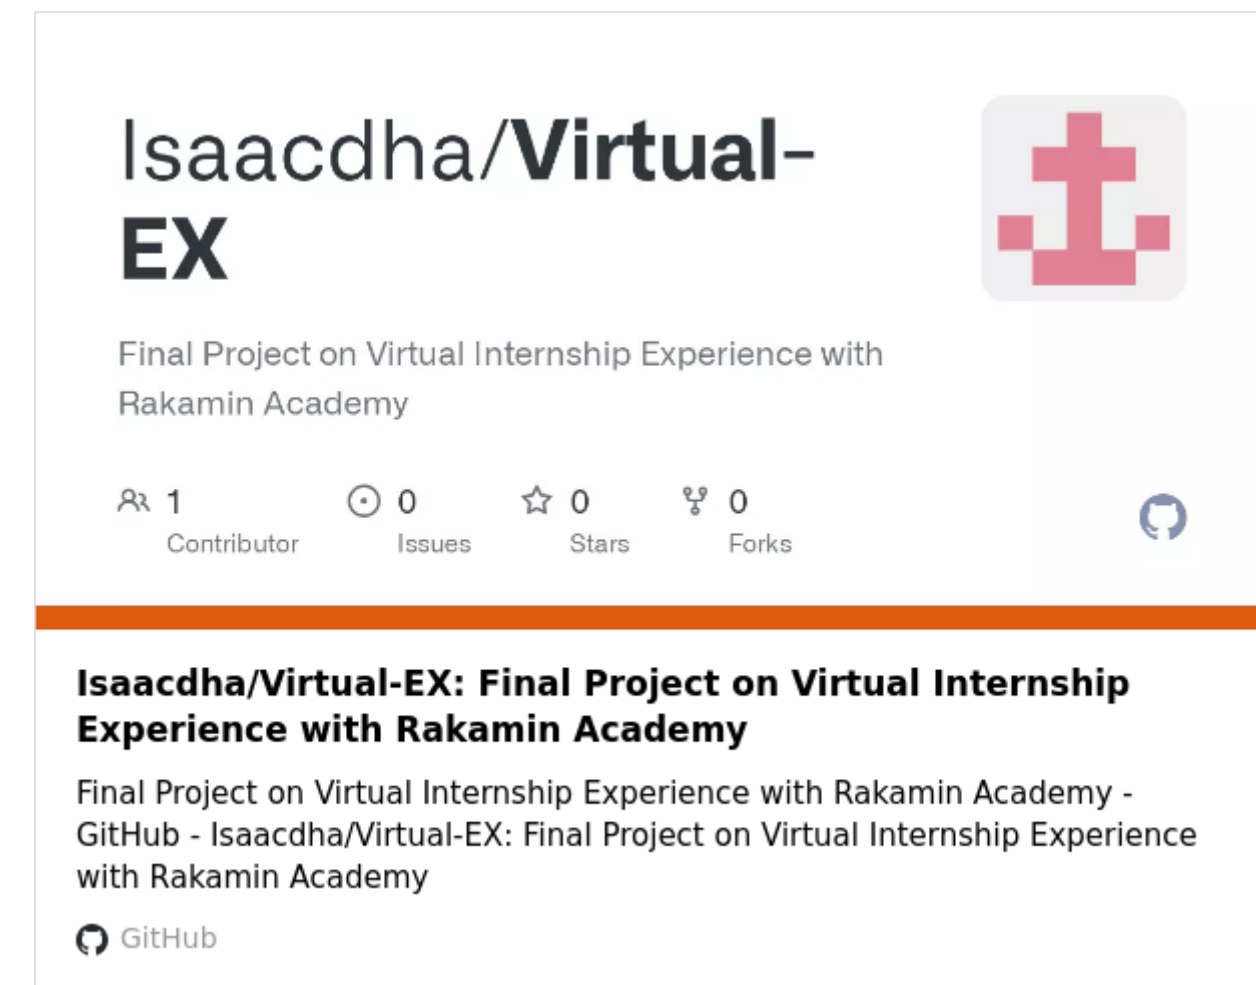 Isaacdha/Virtual-
EX
Final Project on Virtual Internship Experience with
Rakamin Academy
1 0 0 0
Contributor Issues Stars Forks
Isaacdha/Virtual-EX: Final Project on Virtual Internship
Experience with Rakamin Academy
Final Project on Virtual Internship Experience with Rakamin Academy -
GitHub - Isaacdha/Virtual-EX: Final Project on Virtual Internship Experience
with Rakamin Academy
GitHub